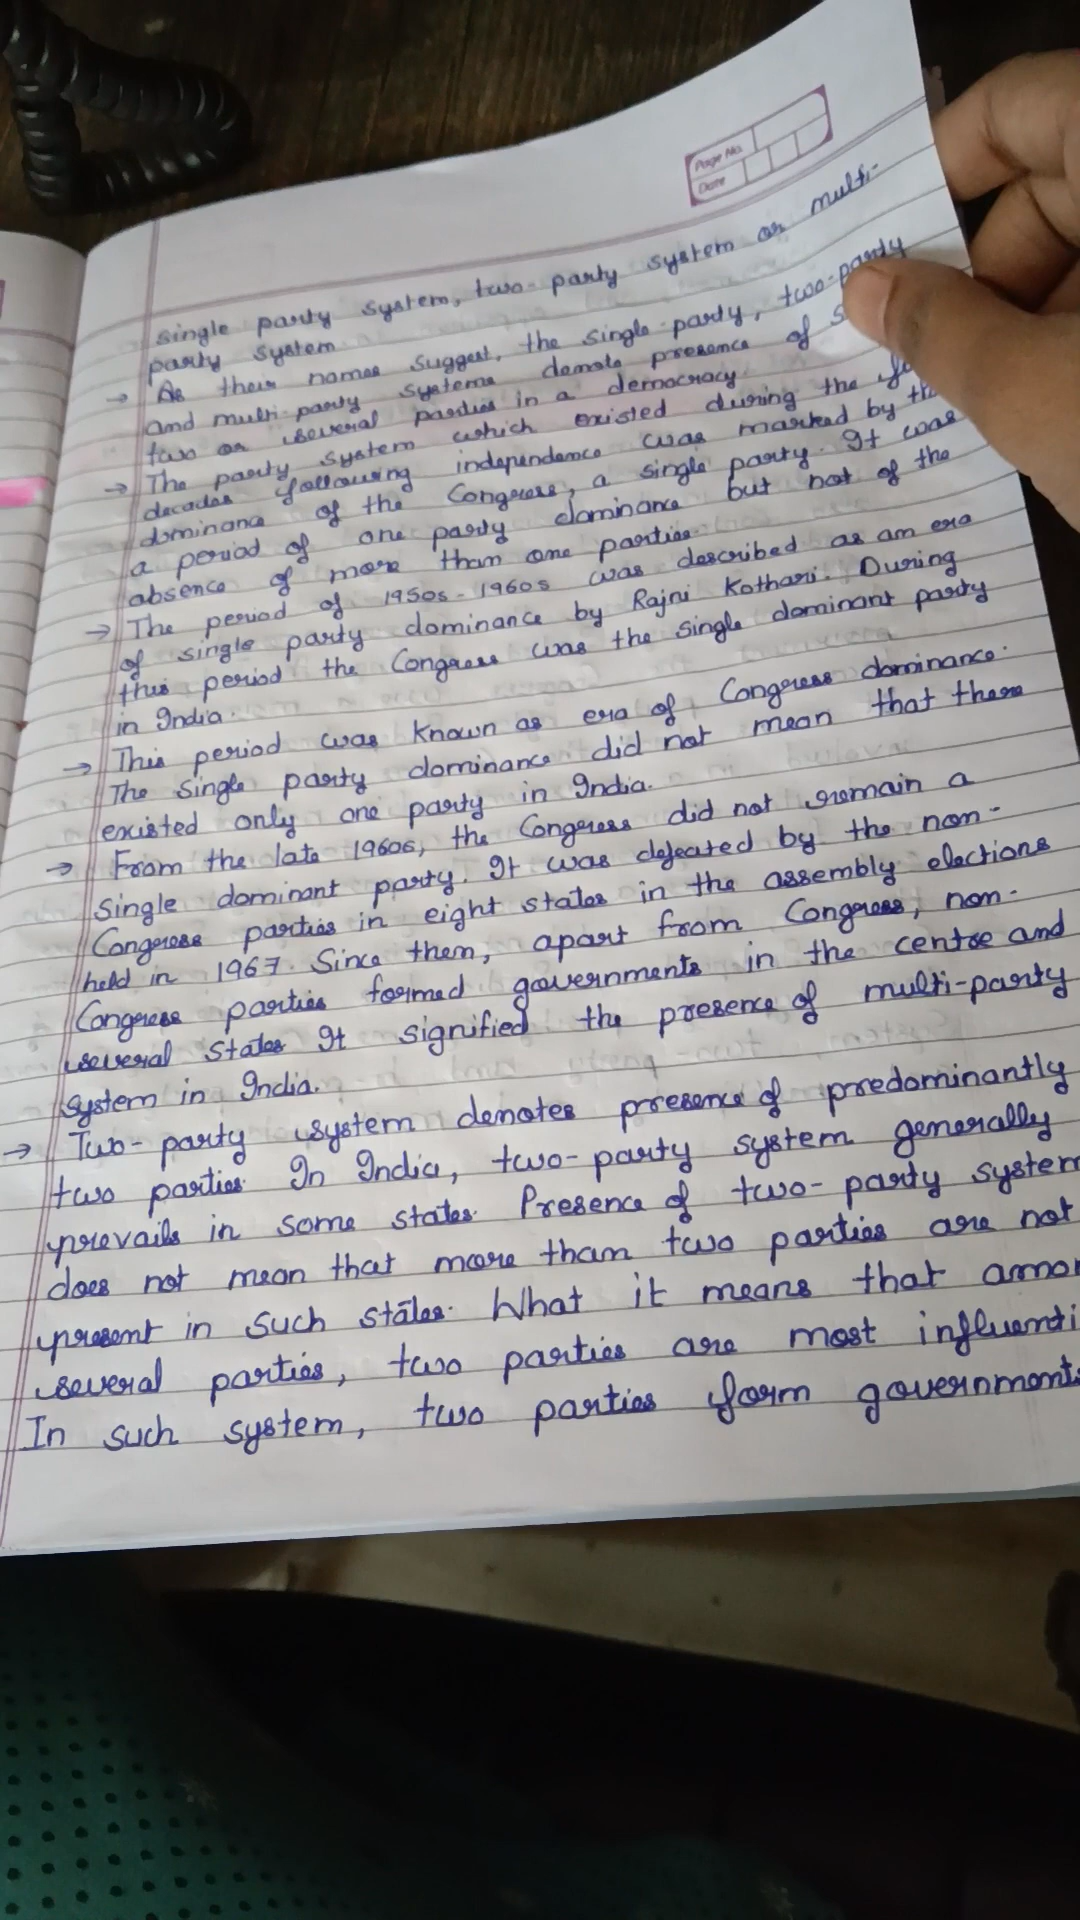 Page No.
Date
single party system, two-party system or multi-
party system
→ As their names suggest, the single-party, two-party
and multi-party systems denote presence of
two or several parties in a democracy.
→ The party system which existed during the
decades following independence was marked by
dominance of the Congress, a single party. It was
a period of one party dominance but not of the
absence of more than one parties.
→ The period of 1950s-1960s was described as an era
of single party dominance by Rajni Kothari. During
this period the Congress was the single dominant party
in India.
→ This period was known as era of Congress dominance.
The single party dominance did not mean that there
existed only one party in India.
→ From the late 1960s, the Congress did not remain a
single dominant party. It was defeated by the non-
Congress parties in eight states in the assembly elections
held in 1967. Since them, apart from Congress, non-
Congress parties formed governments in the centre and
several states It signified the presence of multi-party
system in India.
→ Two-party system denotes presence of predominantly
two parties. In India, two-party system generally
prevails in some states. Presence of two-party system
does not mean that more than two parties are not
present in such states. What it means that
several parties, two parties are most
In such system, two parties form governments